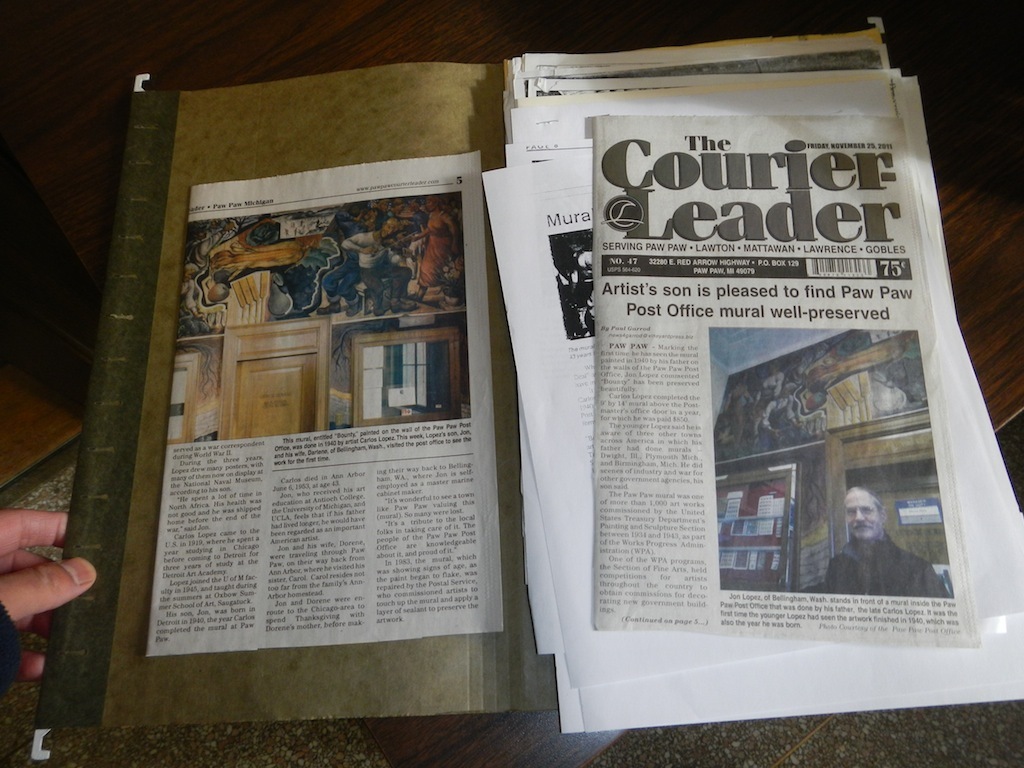 www.pawpawcourierleader.com 5
ader • Paw Paw Michigan
This mural, entitled "Bounty," painted on the wall of the Paw Paw Post
Office, was done in 1940 by artist Carlos Lopez. This week, Lopez's son, Jon,
and his wife, Darlene, of Bellingham, Wash., visited the post office to see the
work for the first time.
served as a war correspondent
during World War II.
During the three years,
Lopez drew many posters, with
many of them now on display at
the National Naval Museum,
according to his son.
"He spent a lot of time in
North Africa. His health was
not good and he was shipped
home before the end of the
war," said Jon.
Carlos Lopez came to the
U.S. in 1919, where he spent a
year studying in Chicago
before coming to Detroit for
three years of study at the
Detroit Art Academy.
Lopez joined the U of M fac-
ulty in 1945, and taught during
the summers at Oxbow Sum-
mer School of Art, Saugatuck.
His son, Jon, was born in
Detroit in 1940, the year Carlos
completed the mural at Paw
Paw.
Carlos died in Ann Arbor
June 6, 1953, at age 43.
Jon, who received his art
education at Antioch College,
the University of Michigan, and
UCLA, feels that if his father
had lived longer, he would have
been regarded as an important
American artist.
Jon and his wife, Dorene,
were traveling through Paw
Paw, on their way back from
Ann Arbor, where he visited his
sister, Carol. Carol resides not
too far from the family's Ann
Arbor homestead.
Jon and Dorene were en-
route to the Chicago-area to
spend Thanksgiving with
Dorene's mother, before mak-
ing their way back to Belling-
ham, WA., where Jon is self-
employed as a master marine
cabinet maker.
"It's wonderful to see a town
like Paw Paw valuing this
(mural). So many were lost.
"It's a tribute to the local
folks in taking care of it. The
people of the Paw Paw Post
Office are knowledgeable
about it, and proud of it."
In 1983, the mural, which
was showing signs of age, as
the paint began to flake, was
repaired by the Postal Service,
who commissioned artists to
touch up the mural and apply a
layer of sealant to preserve the
artwork.
PAGE 8
Mura
The Courier-Leader
FRIDAY, NOVEMBER 25, 2011
SERVING PAW PAW • LAWTON • MATTAWAN • LAWRENCE • GOBLES
NO. 47
32280 E. RED ARROW HIGHWAY • P.O. BOX 129
PAW PAW, MI 49079
75¢
Artist's son is pleased to find Paw Paw
Post Office mural well-preserved
By Paul Garrod
PAW PAW - Marking the
first time he has seen the mural
painted in 1940 by his father on
the walls of the Paw Paw Post
Office, Jon Lopez commented
"Bounty" has been preserved
beautifully.
Carlos Lopez completed the
9' by 14' mural above the Post-
master's office door in a year,
for which he was paid $850.
The younger Lopez said he is
aware of three other towns
across America in which his
father had done murals –
Dwight, Ill., Plymouth Mich.,
and Birmingham, Mich. He did
scenes of industry and war for
other government agencies, his
son said.
The Paw Paw mural was one
of more than 1,000 art works
commissioned by the United
States Treasury Department's
Painting and Sculpture Section
between 1934 and 1943, as part
of the Works Progress Admin-
istration (WPA).
One of the WPA programs,
the Section of Fine Arts, held
competitions for artists
throughout the country to
obtain commissions for deco-
rating new government build-
ings.
(Continued on page 5...)
Jon Lopez, of Bellingham, Wash. stands in front of a mural inside the Paw
Paw Post Office that was done by his father, the late Carlos Lopez. It was the
first time the younger Lopez had seen the artwork finished in 1940, which was
also the year he was born.
Photo Courtesy of the Paw Paw Post Office